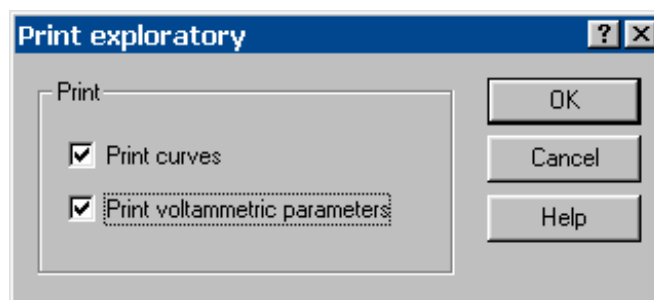 Print exploratory
Print
Print curves
Print voltammetric parameters
OK
Cancel
Help